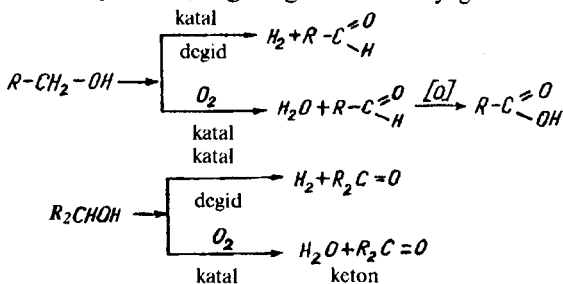 katal
H₂ + R – C =O – H
degid
R–CH₂ – OH
O₂
H₂O + R–C =O – H [O] R – C =O – OH
katal
katal
H₂ + R₂C = O
degid
R₂CHOH
O₂
H₂O + R₂C = O
katal keton